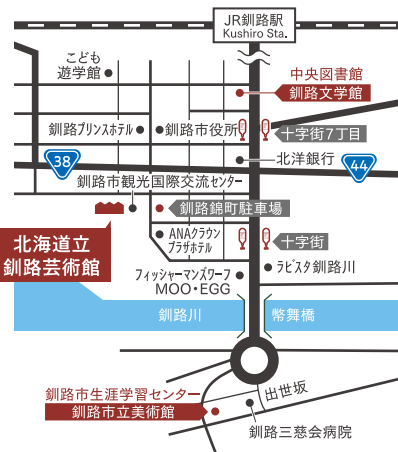 JR釧路駅
Kushiro Sta.
こども
遊学館
中央図書館
釧路文学館
釧路プリンスホテル
釧路市役所
十字街7丁目
38
北洋銀行
44
釧路市観光国際交流センター
釧路錦町駐車場
北海道立
釧路芸術館
ANAクラウン
プラザホテル
十字街
フィッシャーマンズワーフ
MOO・EGG
ラビスタ釧路川
釧路川
幣舞橋
釧路市生涯学習センター
釧路市立美術館
出世坂
釧路三慈会病院